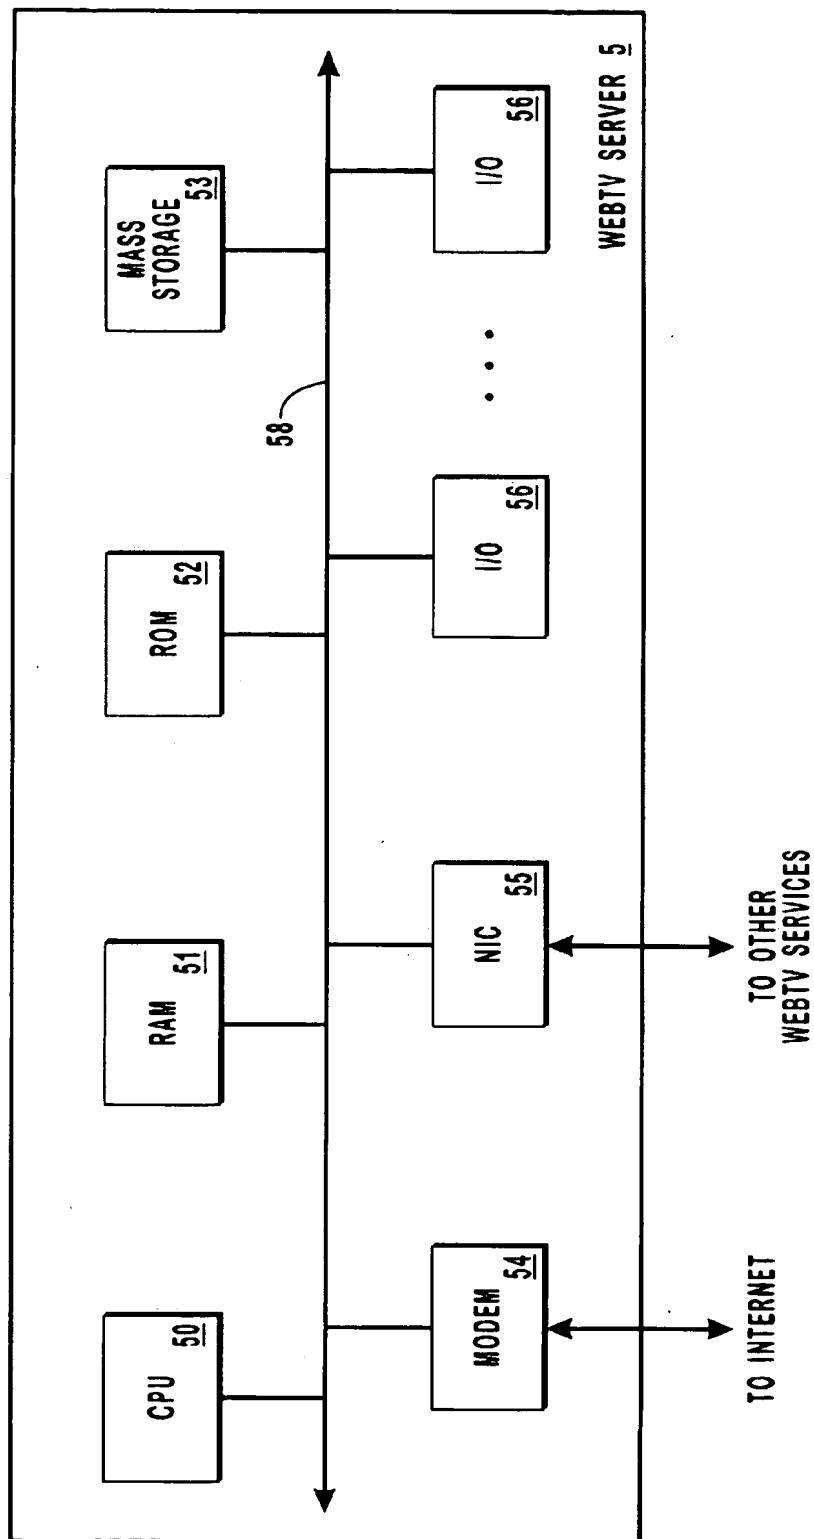 CPU
50
RAM
51
ROM
52
MASS
STORAGE
53
58
MODEM
54
NIC
55
I/O
56
I/O
56
WEBTV SERVER 5
TO INTERNET
TO OTHER
WEBTV SERVICES